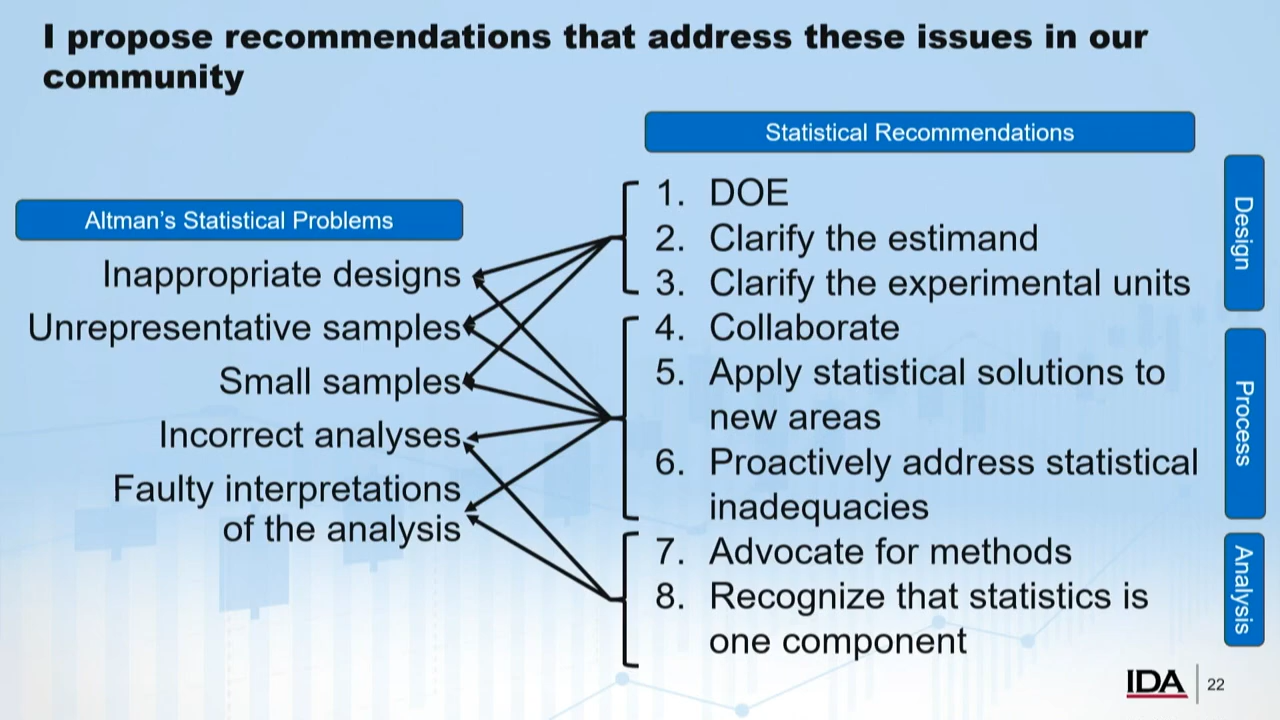 I propose recommendations that address these issues in our
community
Statistical Recommendations
Altman's Statistical Problems
Inappropriate designs
Unrepresentative samples
Small samples
Incorrect analyses
Faulty interpretations
of the analysis
1. DOE
2. Clarify the estimand
3. Clarify the experimental units
4. Collaborate
5. Apply statistical solutions to
new areas
6. Proactively address statistical
inadequacies
7. Advocate for methods
8. Recognize that statistics is
one component
Design
Process
Analysis
IDA
22